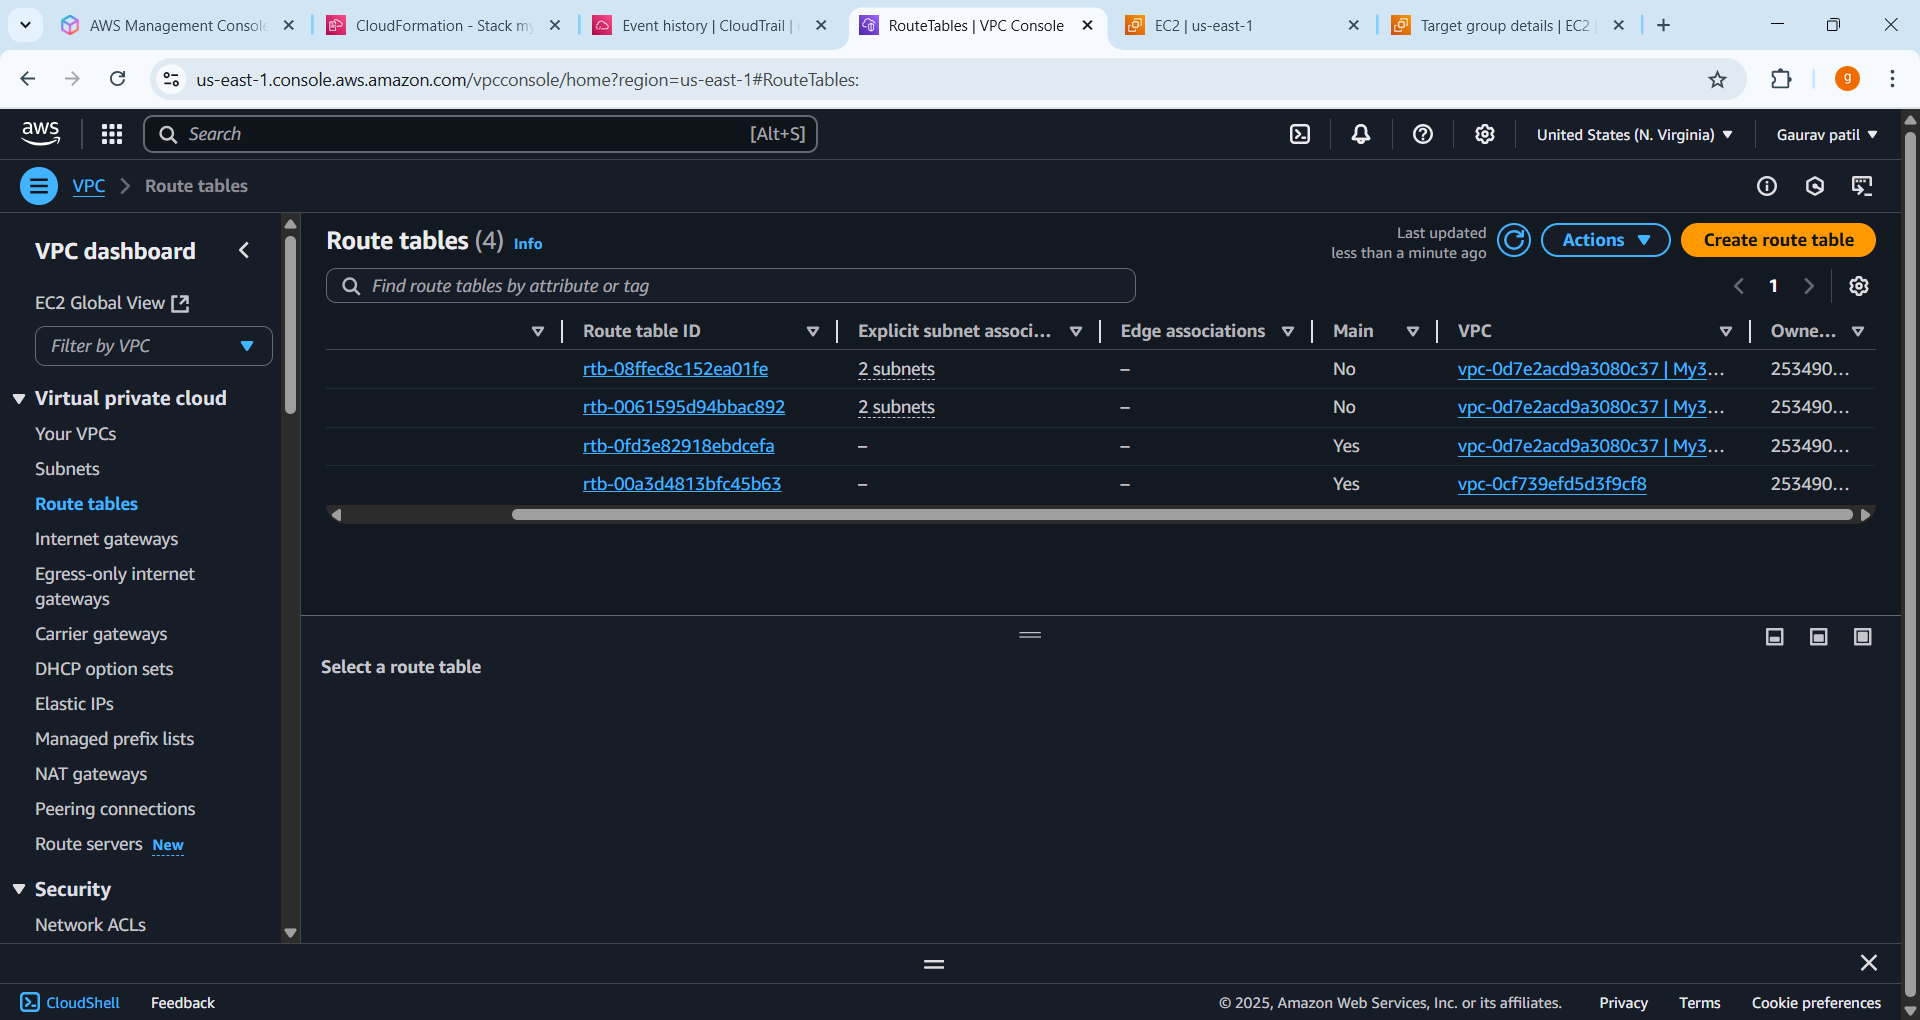 AWS Management Console
CloudFormation - Stack my
Event history | CloudTrail |
RouteTables | VPC Console
EC2 | us-east-1
Target group details | EC2
us-east-1.console.aws.amazon.com/vpcconsole/home?region=us-east-1#RouteTables:
g
aws
Search
[Alt+S]
United States (N. Virginia)
Gaurav patil
VPC
Route tables
VPC dashboard
EC2 Global View
Filter by VPC
Virtual private cloud
Your VPCs
Subnets
Route tables
Internet gateways
Egress-only internet
gateways
Carrier gateways
DHCP option sets
Elastic IPs
Managed prefix lists
NAT gateways
Peering connections
Route servers New
Security
Network ACLs
Route tables (4) Info
Last updated
less than a minute ago
Actions
Create route table
Find route tables by attribute or tag
1
Route table ID
Explicit subnet associ...
Edge associations
Main
VPC
Owne...
rtb-08ffec8c152ea01fe 2 subnets – No vpc-0d7e2acd9a3080c37 | My3... 253490...
rtb-0061595d94bbac892 2 subnets – No vpc-0d7e2acd9a3080c37 | My3... 253490...
rtb-0fd3e82918ebdcefa – – Yes vpc-0d7e2acd9a3080c37 | My3... 253490...
rtb-00a3d4813bfc45b63 – – Yes vpc-0cf739efd5d3f9cf8 253490...
Select a route table
CloudShell
Feedback
© 2025, Amazon Web Services, Inc. or its affiliates.
Privacy
Terms
Cookie preferences